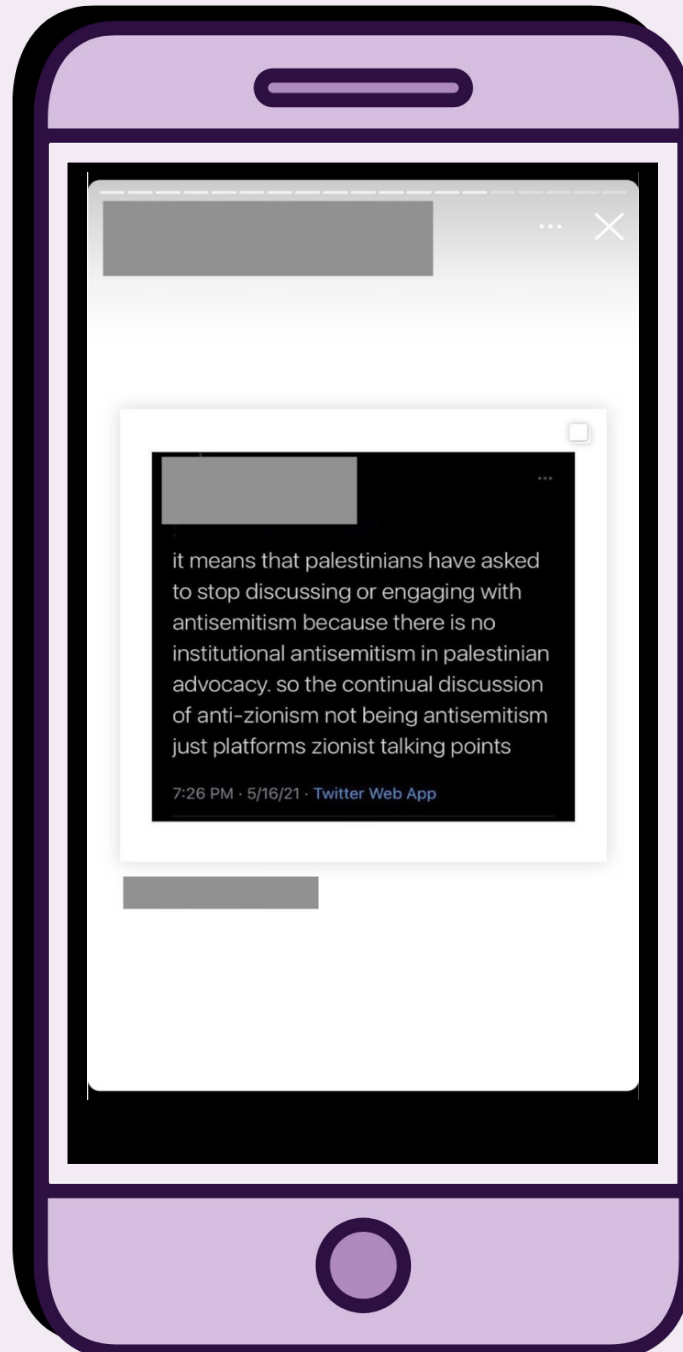 it means that palestinians have asked
to stop discussing or engaging with
antisemitism because there is no
institutional antisemitism in palestinian
advocacy. so the continual discussion
of anti-zionism not being antisemitism
just platforms zionist talking points
7:26 PM · 5/16/21 · Twitter Web App